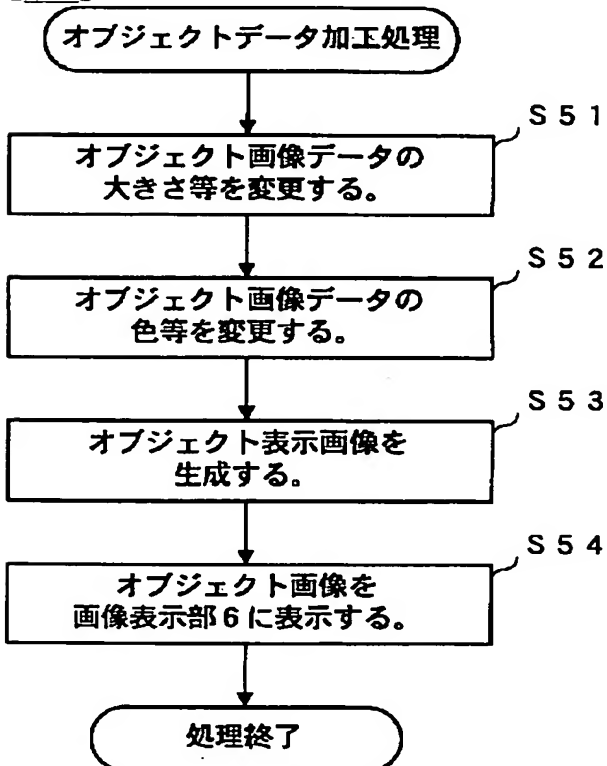 オブジェクトデータ加工処理
S51
オブジェクト画像データの
大きさ等を変更する。
S52
オブジェクト画像データの
色等を変更する。
S53
オブジェクト表示画像を
生成する。
S54
オブジェクト画像を
画像表示部6に表示する。
処理終了